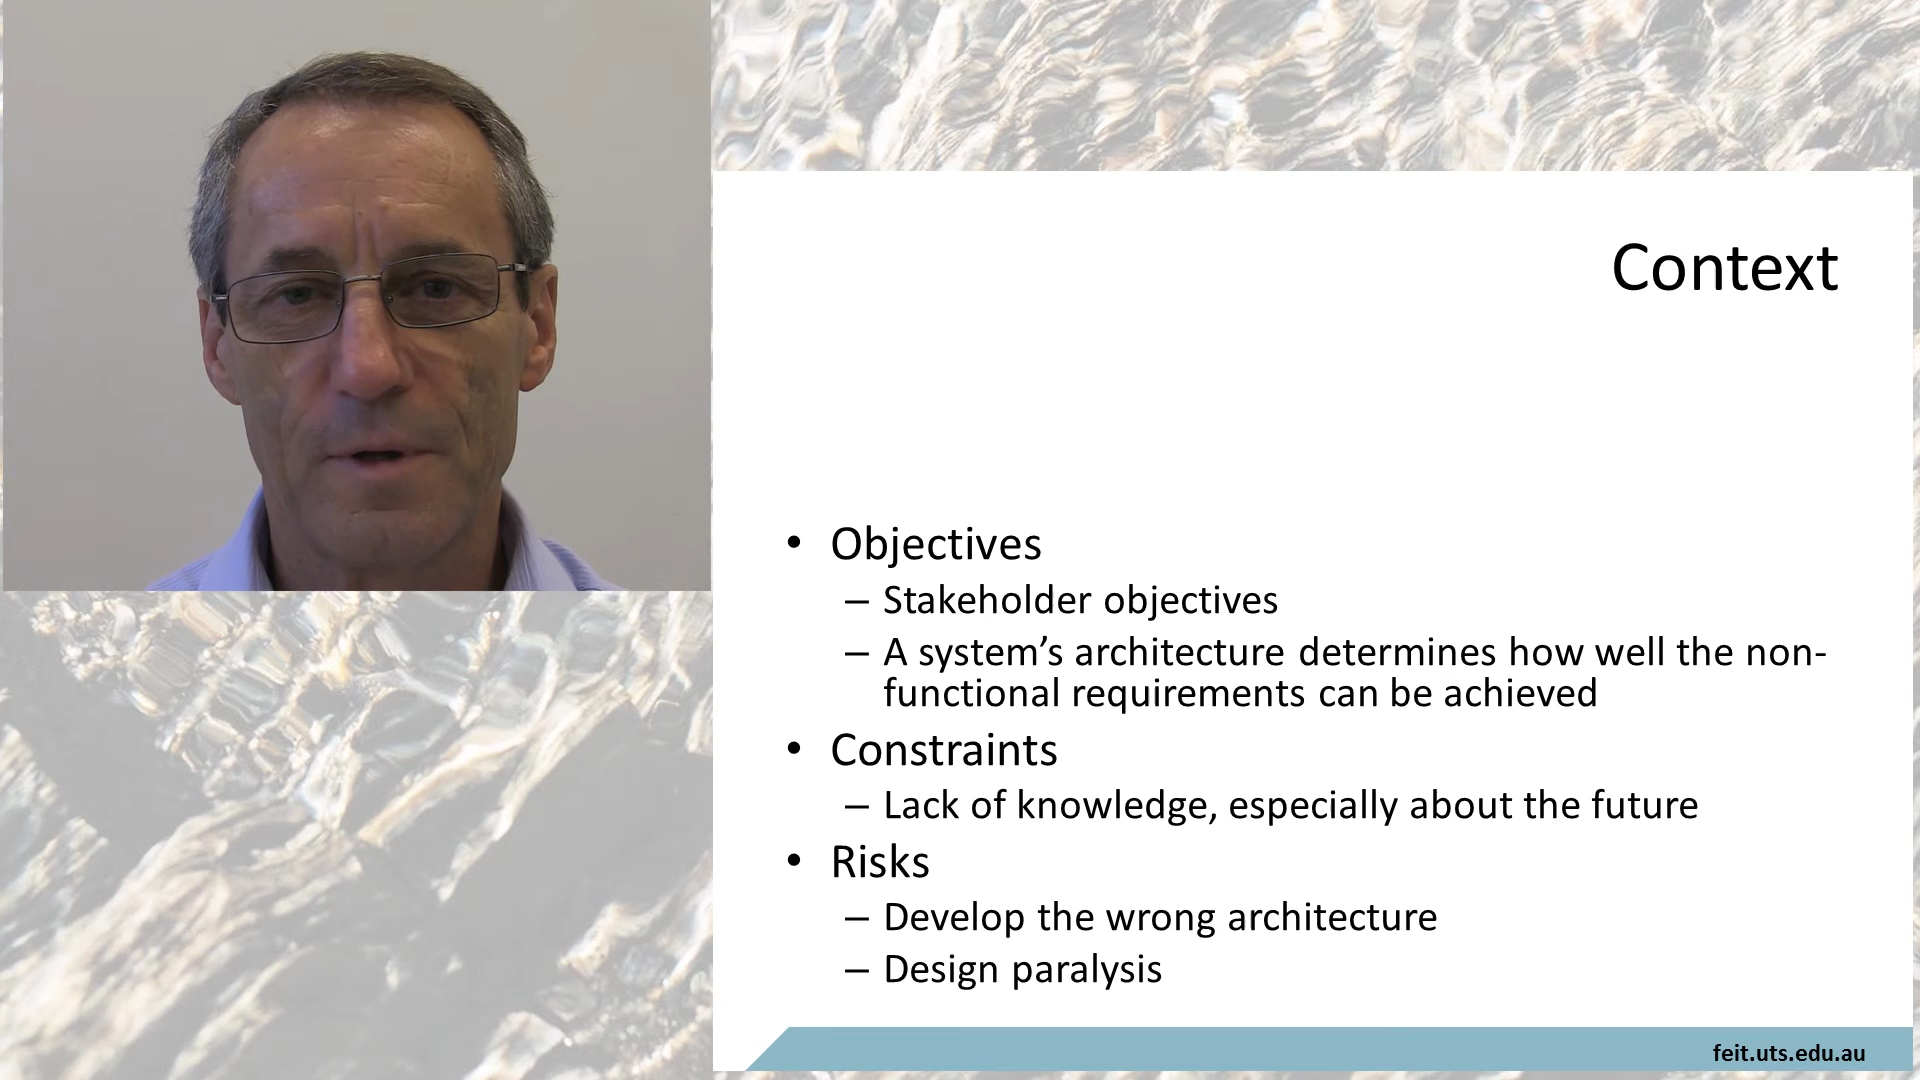 Context
• Objectives
– Stakeholder objectives
– A system’s architecture determines how well the non-
functional requirements can be achieved
• Constraints
– Lack of knowledge, especially about the future
• Risks
– Develop the wrong architecture
– Design paralysis
feit.uts.edu.au